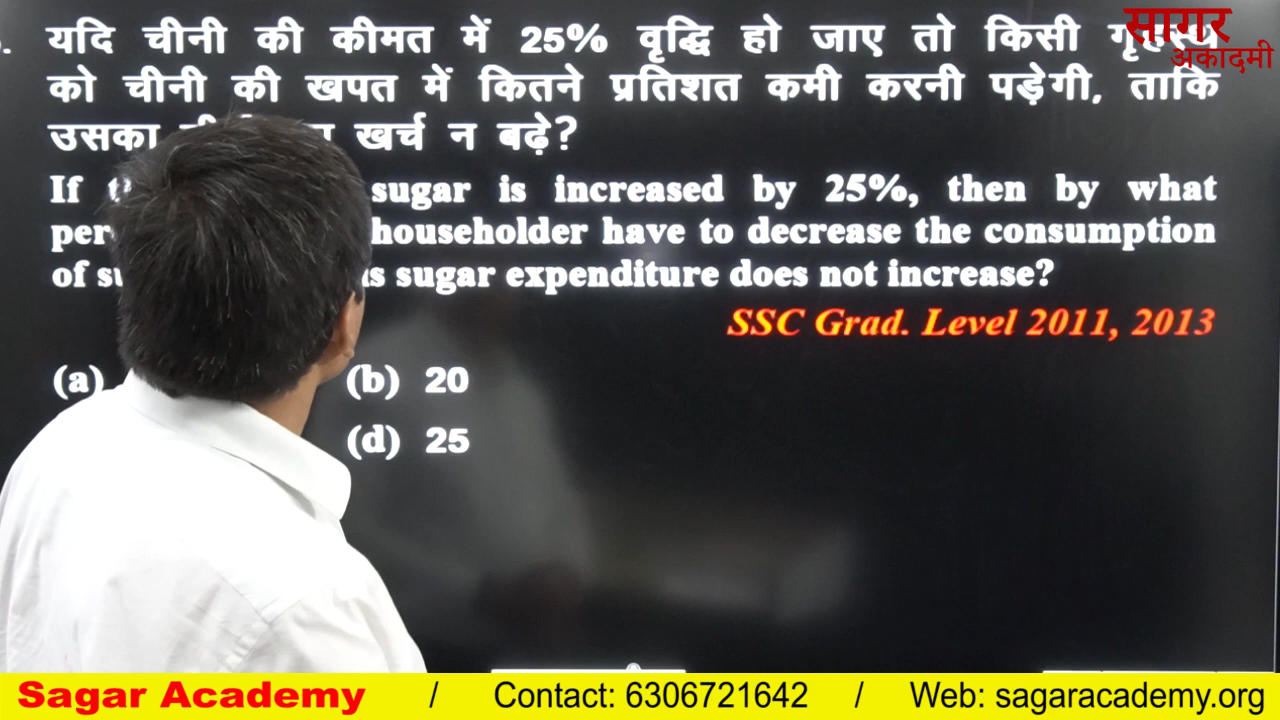 सागर
अकादमी
यदि चीनी की कीमत में 25% वृद्धि हो जाए तो किसी
को चीनी की खपत में कितने प्रतिशत कमी करनी पड़ेगी, ताकि
उसका खर्च न बढ़े?
If sugar is increased by 25%, then by what
householder have to decrease the consumption
of sugar expenditure does not increase?
SSC Grad. Level 2011, 2013
(a) (b) 20
(d) 25
Sagar Academy / Contact: 6306721642 / Web: sagaracademy.org